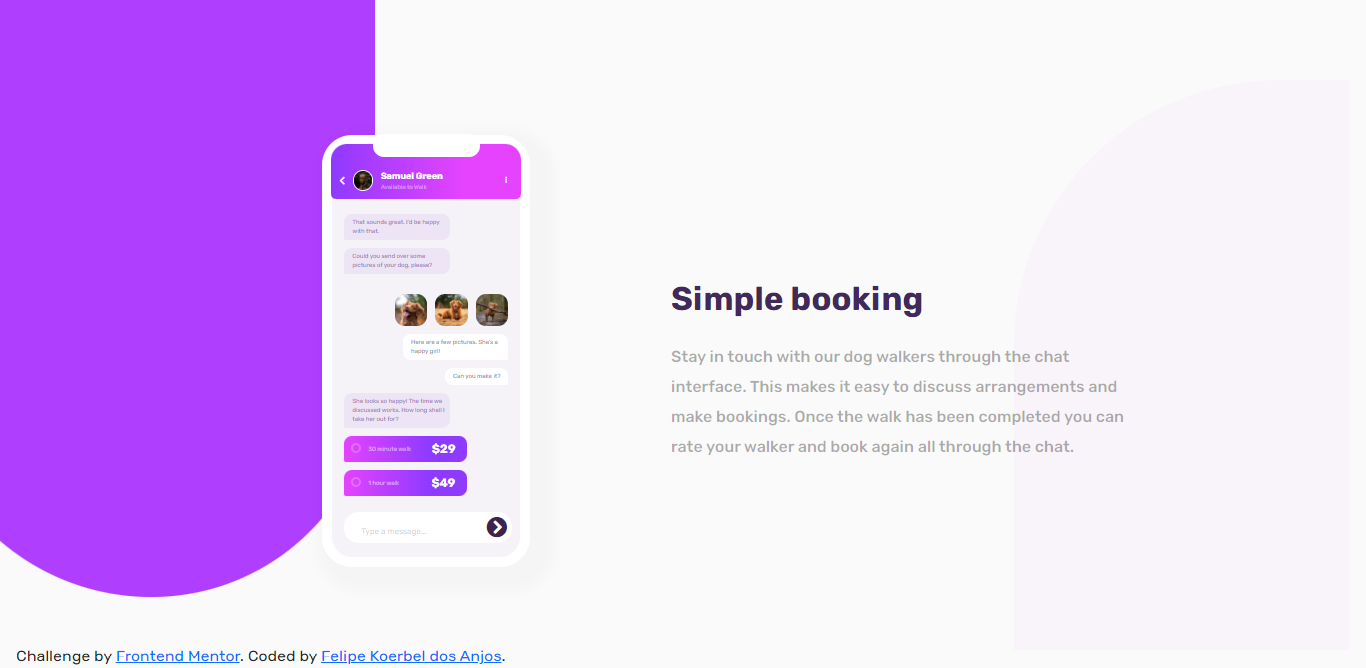 Samuel Green
Available to Walk
That sounds great. I'd be happy
with that.
Could you send over some
pictures of your dog, please?
Here are a few pictures. She's a
happy girl!
Can you make it?
She looks so happy! The time we
discussed works. How long shall I
take her out for?
30 minute walk $29
1 hour walk $49
Type a message...
Simple booking
Stay in touch with our dog walkers through the chat
interface. This makes it easy to discuss arrangements and
make bookings. Once the walk has been completed you can
rate your walker and book again all through the chat.
Challenge by Frontend Mentor. Coded by Felipe Koerbel dos Anjos.